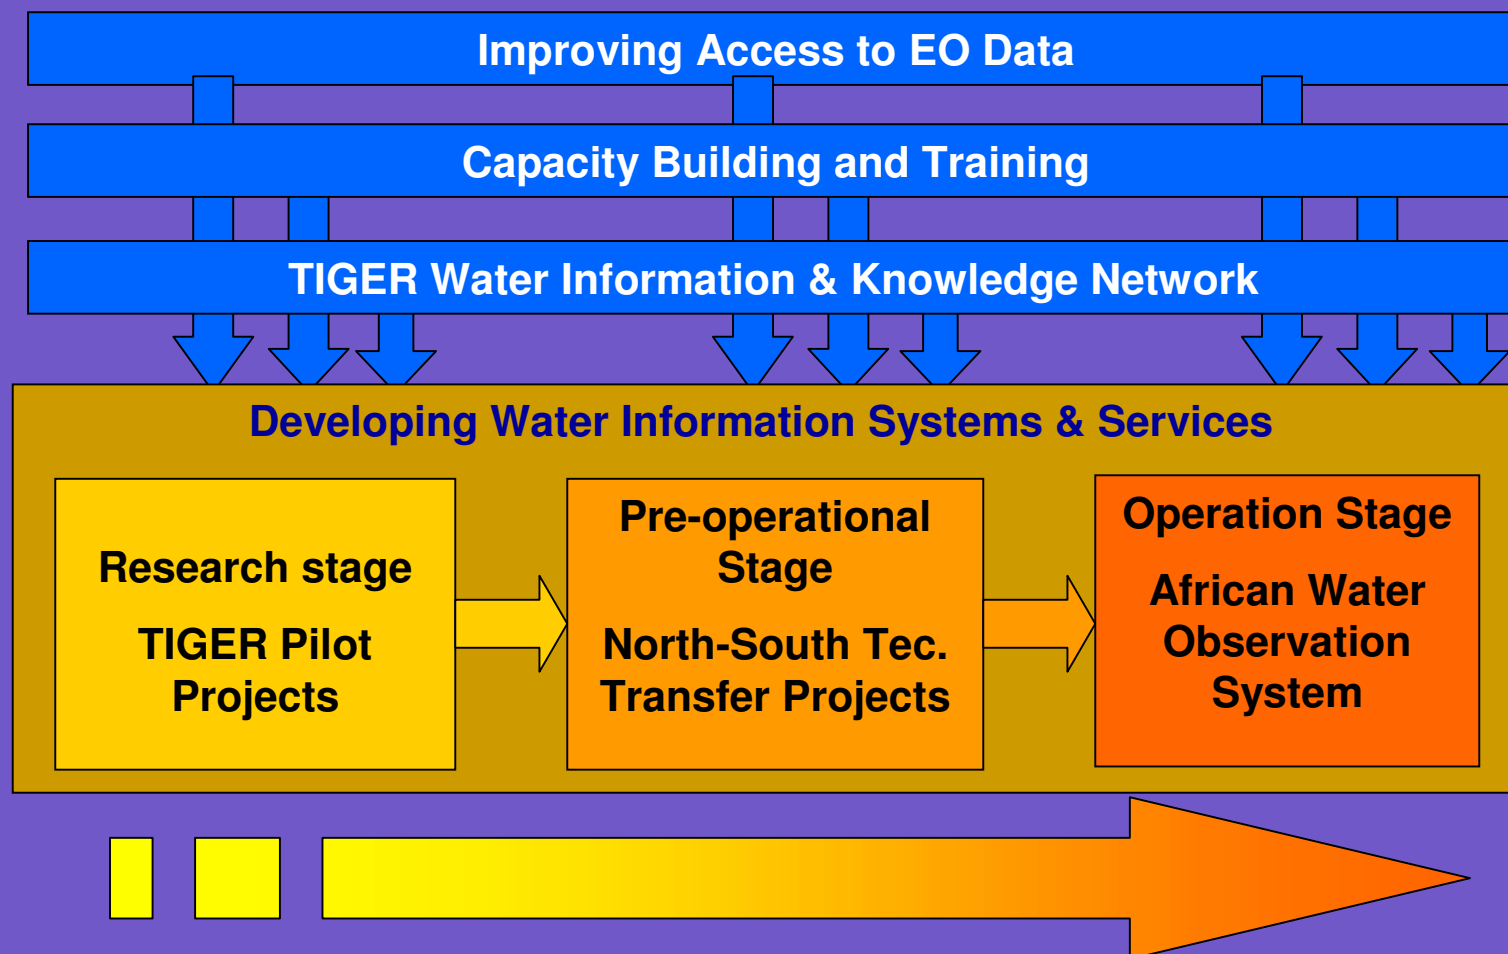 Improving Access to EO Data
Capacity Building and Training
TIGER Water Information & Knowledge Network
Developing Water Information Systems & Services
Research stage
TIGER Pilot
Projects
Pre-operational
Stage
North-South Tec.
Transfer Projects
Operation Stage
African Water
Observation
System